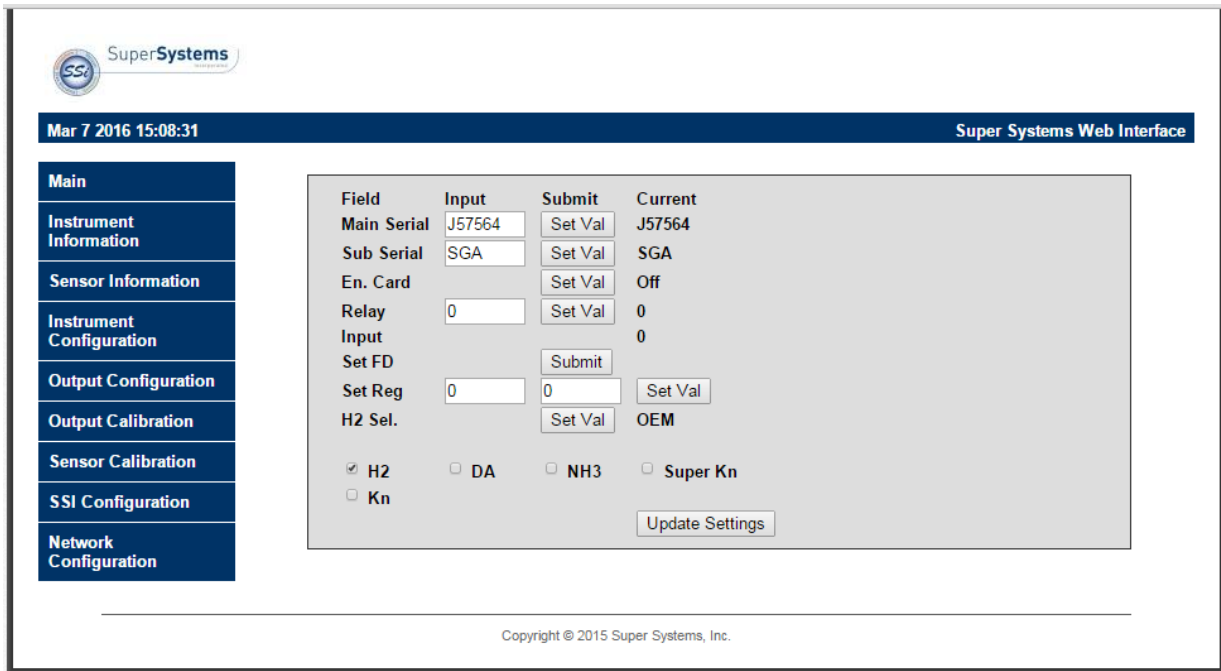 SuperSystems
SSi
Mar 7 2016 15:08:31 Super Systems Web Interface
Main
Instrument
Information
Sensor Information
Instrument
Configuration
Output Configuration
Output Calibration
Sensor Calibration
SSI Configuration
Network
Configuration
Field Input Submit Current
Main Serial J57564 Set Val J57564
Sub Serial SGA Set Val SGA
En. Card Set Val Off
Relay 0 Set Val 0
Input 0
Set FD Submit
Set Reg 0 0 Set Val
H2 Sel. Set Val OEM
H2 DA NH3 Super Kn
Kn
Update Settings
Copyright © 2015 Super Systems, Inc.